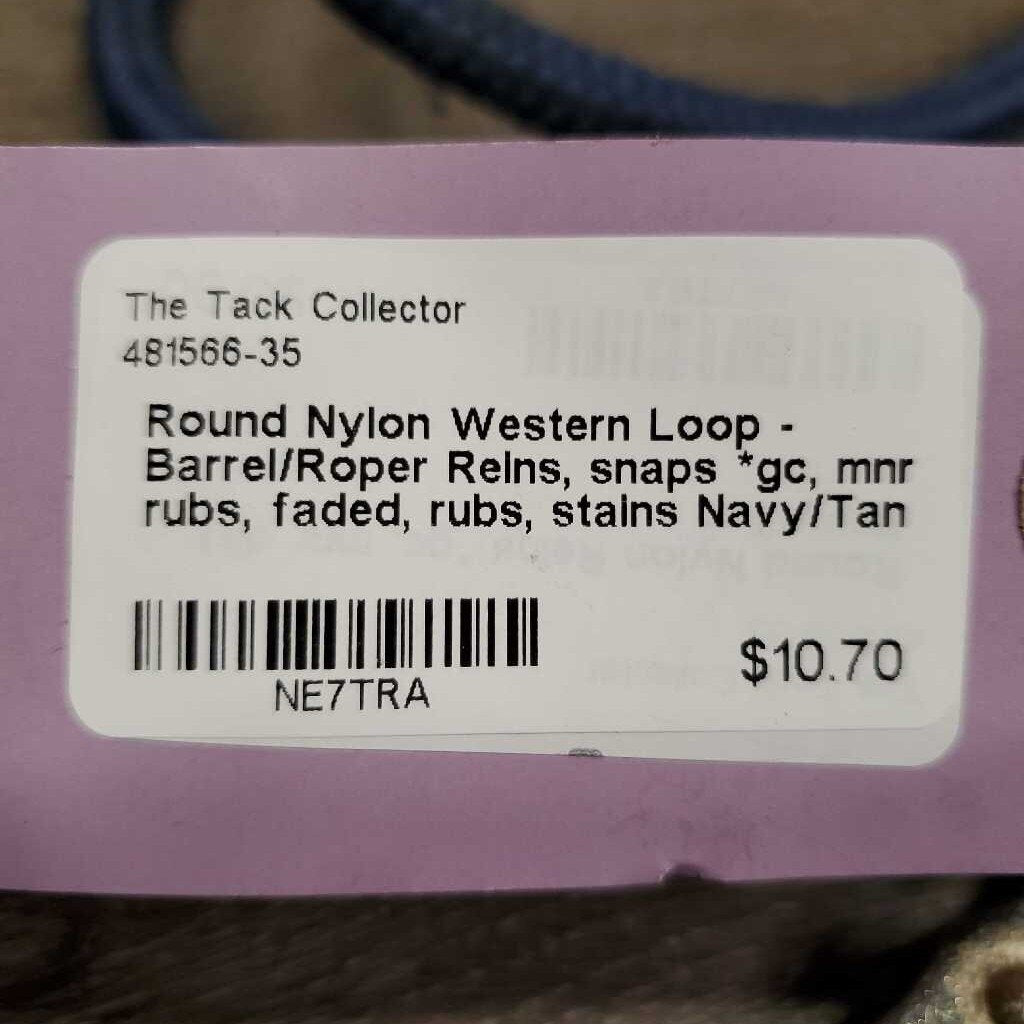 The Tack Collector
481566-35
Round Nylon Western Loop -
Barrel/Roper Reins, snaps *gc, mnr
rubs, faded, rubs, stains Navy/Tan
NE7TRA
$10.70